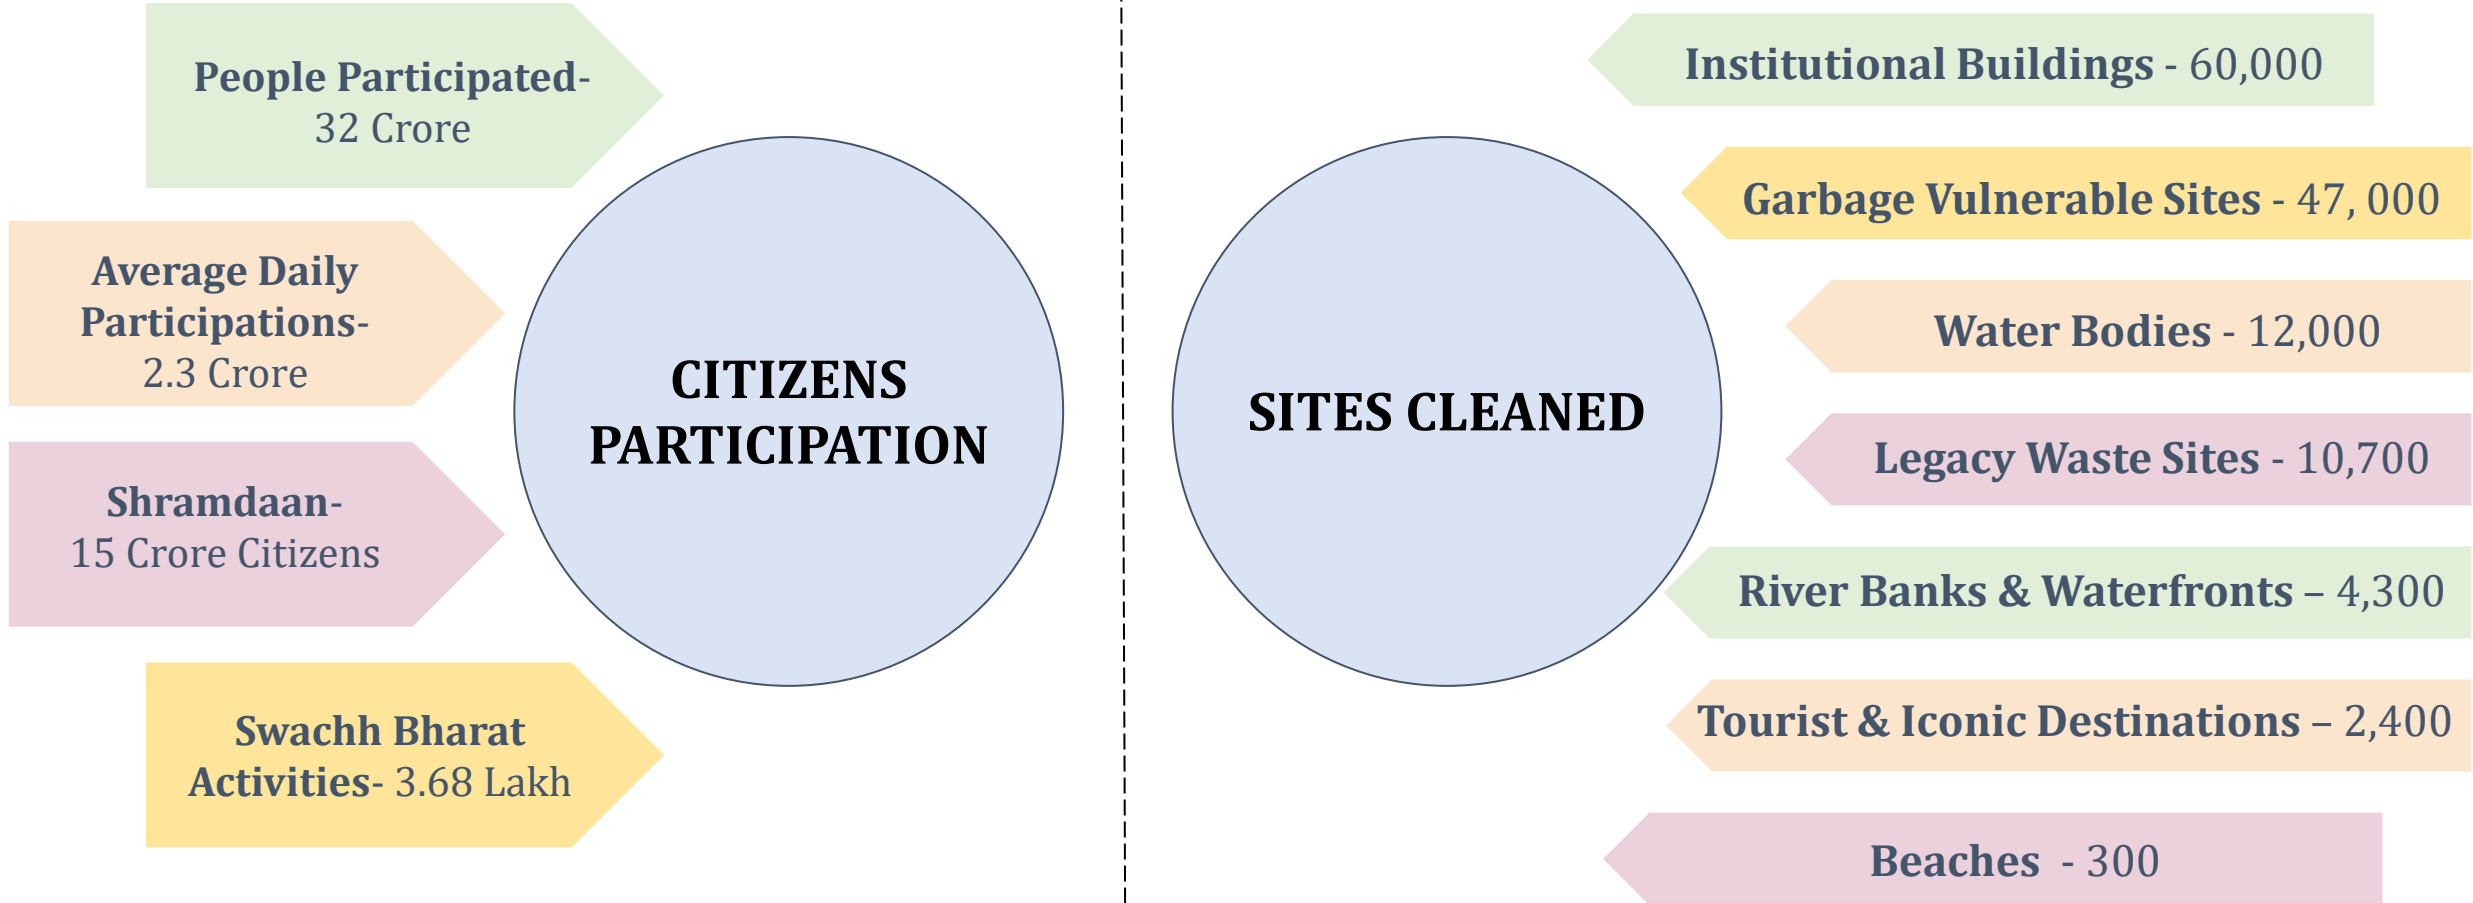 People Participated-
32 Crore
Average Daily
Participations-
2.3 Crore
Shramdaan-
15 Crore Citizens
Swachh Bharat
Activities- 3.68 Lakh
CITIZENS
PARTICIPATION
SITES CLEANED
Institutional Buildings - 60,000
Garbage Vulnerable Sites - 47, 000
Water Bodies - 12,000
Legacy Waste Sites - 10,700
River Banks & Waterfronts – 4,300
Tourist & Iconic Destinations – 2,400
Beaches - 300